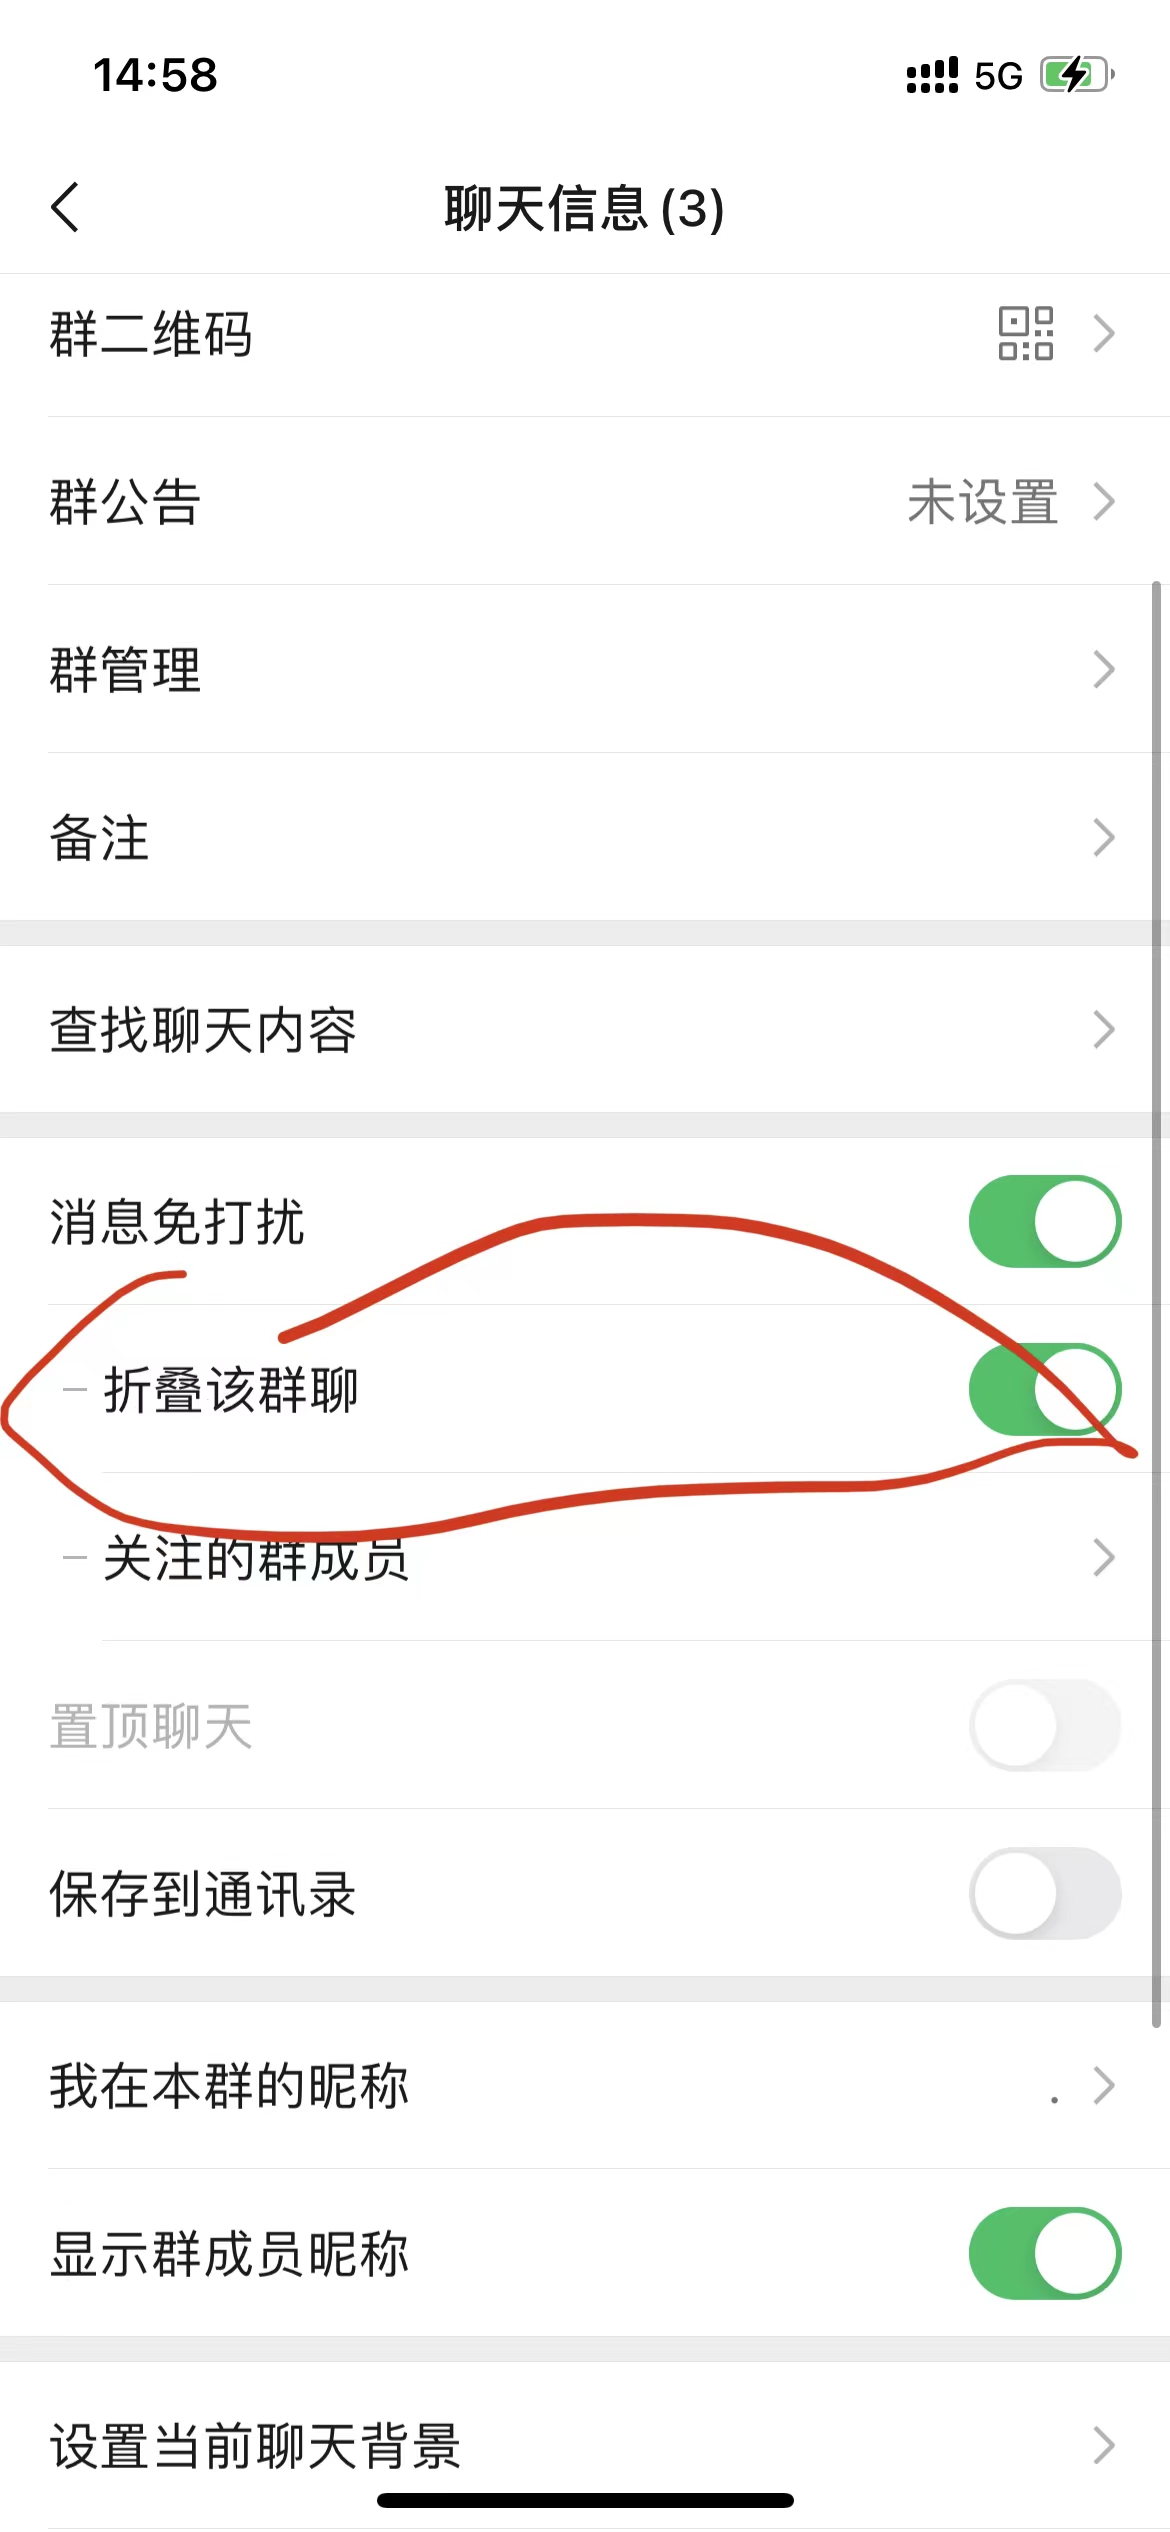 14:58 5G
聊天信息(3)
群二维码
群公告 未设置
群管理
备注
查找聊天内容
消息免打扰
折叠该群聊
关注的群成员
置顶聊天
保存到通讯录
我在本群的昵称 .
显示群成员昵称
设置当前聊天背景